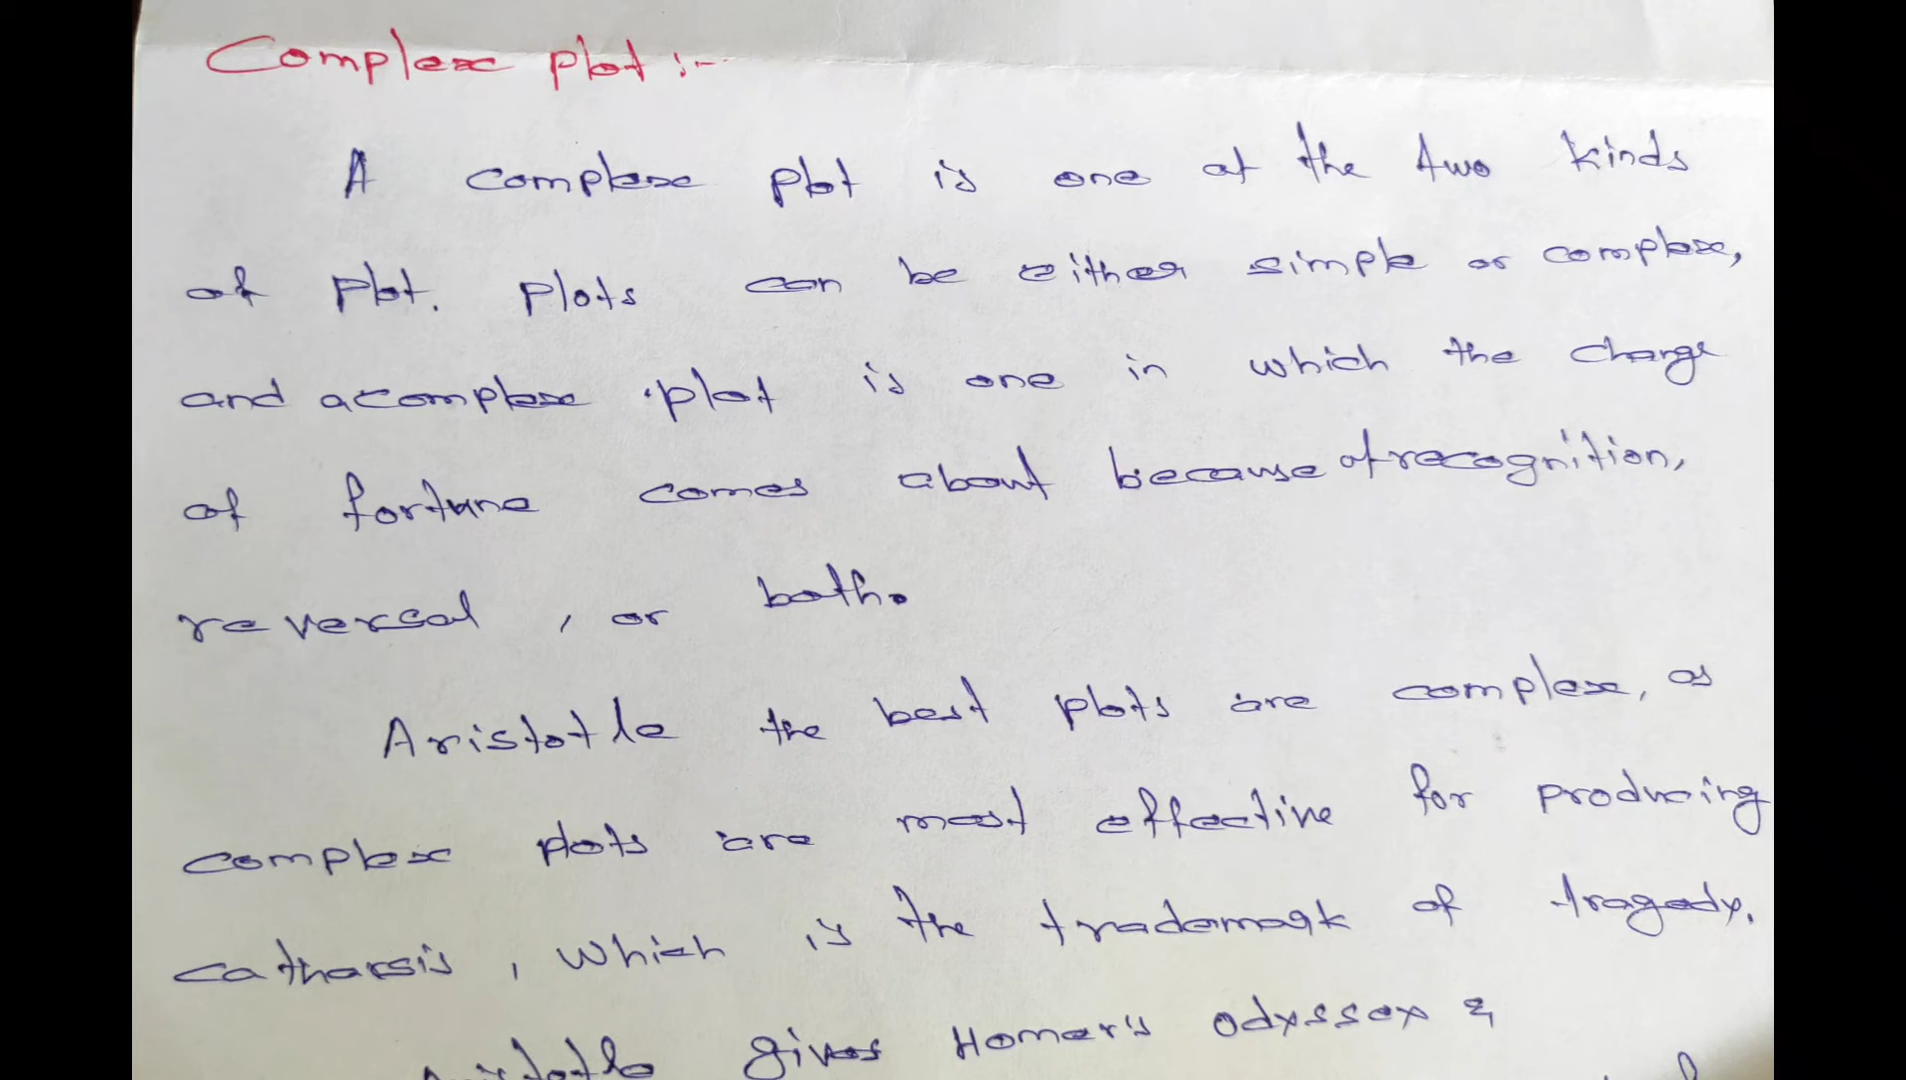 Complex plot :-
A complex plot is one of the two kinds
of plot. plots can be either simple or complex,
and a complex plot is one in which the change
of fortune comes about because of recognition,
reversal, or both.
Aristotle the best plots are complex, as
complex plots are most effective for producing
catharsis, which is the trademark of tragedy.
Aristotle gives Homer's odyssey &